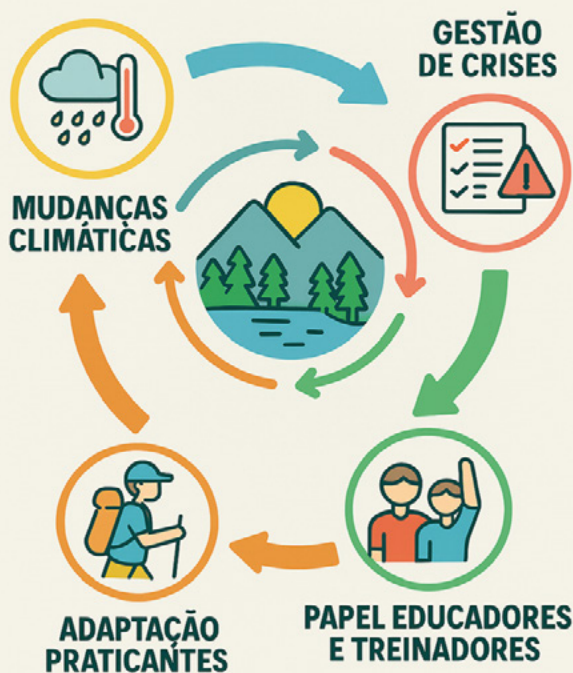 GESTÃO
DE CRISES
MUDANÇAS
CLIMÁTICAS
PAPEL EDUCADORES
E TREINADORES
ADAPTAÇÃO
PRATICANTES